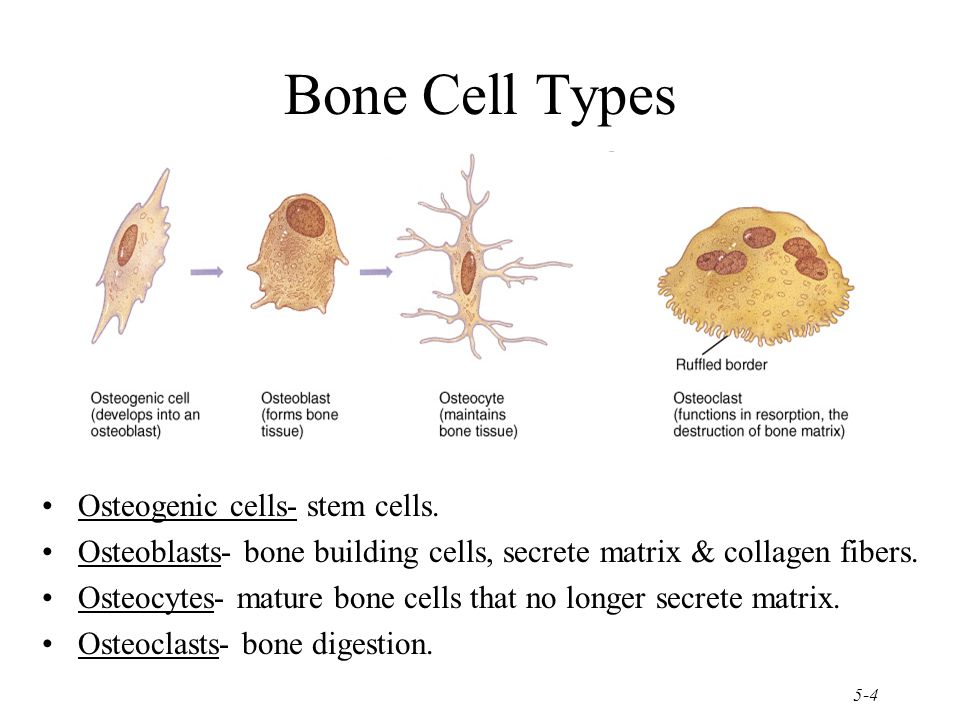 Bone Cell Types
Ruffled border
Osteogenic cell
(develops into an
osteoblast)
Osteoblast
(forms bone
tissue)
Osteocyte
(maintains
bone tissue)
Osteoclast
(functions in resorption, the
destruction of bone matrix)
• Osteogenic cells- stem cells.
• Osteoblasts- bone building cells, secrete matrix & collagen fibers.
• Osteocytes- mature bone cells that no longer secrete matrix.
• Osteoclasts- bone digestion.
5-4